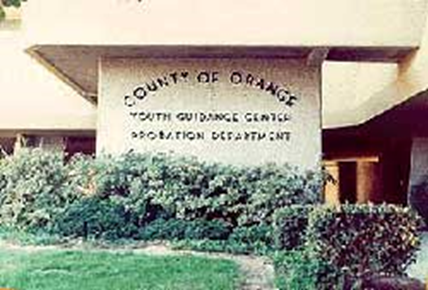 COUNTY OF ORANGE
YOUTH GUIDANCE CENTER
PROBATION DEPARTMENT